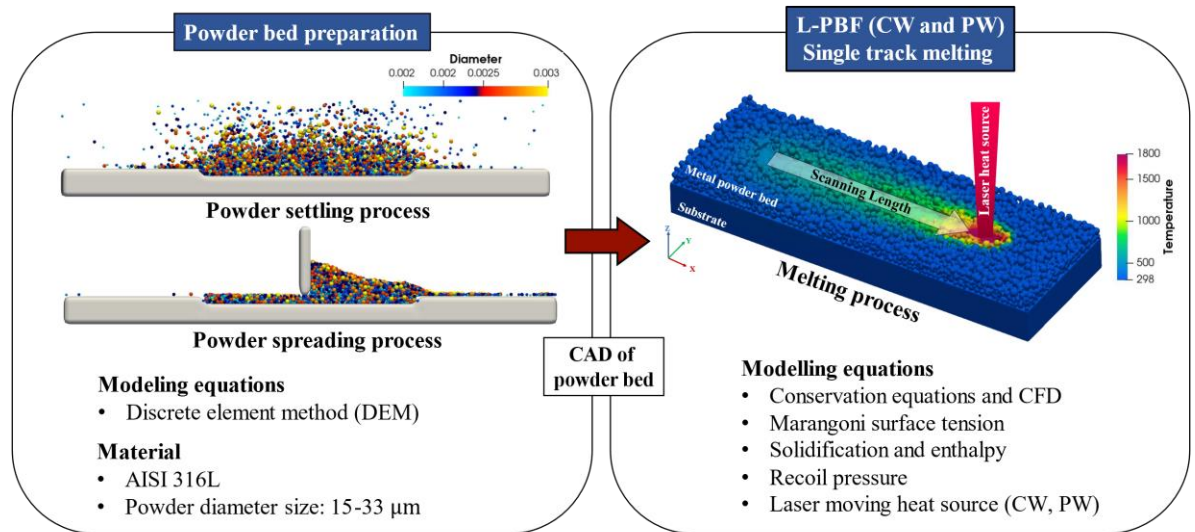 Powder bed preparation
Diameter
0.002 0.002 0.0025 0.003
Powder settling process
Powder spreading process
Modeling equations
• Discrete element method (DEM)
Material
• AISI 316L
• Powder diameter size: 15-33 μm
CAD of
powder bed
L-PBF (CW and PW)
Single track melting
Laser heat source
Scanning Length
Metal powder bed
Substrate
Z
Y
X
Melting process
1800
1000
500
298
Temperature
Modelling equations
• Conservation equations and CFD
• Marangoni surface tension
• Solidification and enthalpy
• Recoil pressure
• Laser moving heat source (CW, PW)